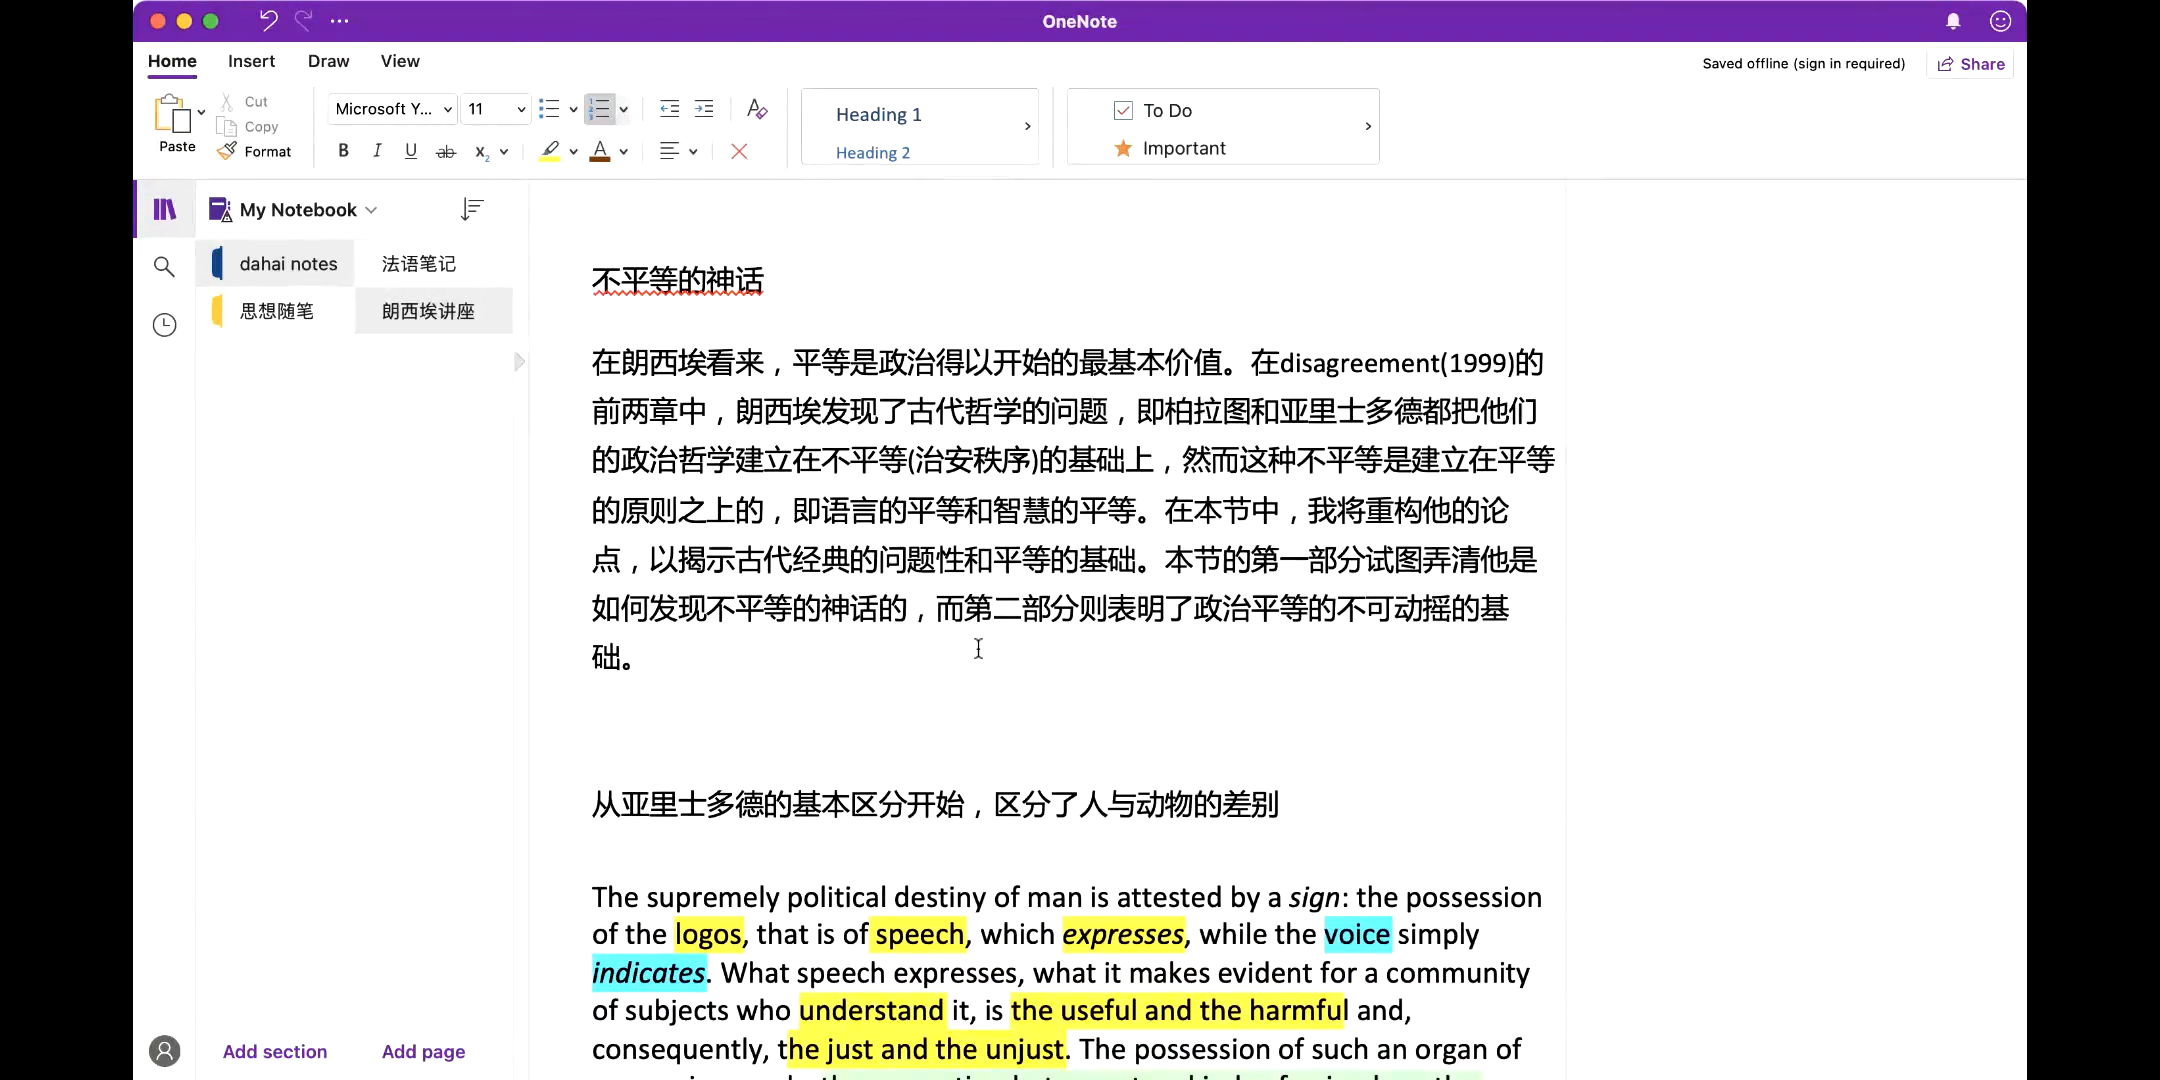 OneNote
Home Insert Draw View
Saved offline (sign in required) Share
Paste
Cut
Copy
Format
Microsoft Y... 11
Heading 1
Heading 2
To Do
Important
My Notebook
dahai notes
思想随笔
法语笔记
朗西埃讲座
不平等的神话
在朗西埃看来，平等是政治得以开始的最基本价值。在disagreement(1999)的
前两章中，朗西埃发现了古代哲学的问题，即柏拉图和亚里士多德都把他们
的政治哲学建立在不平等(治安秩序)的基础上，然而这种不平等是建立在平等
的原则之上的，即语言的平等和智慧的平等。在本节中，我将重构他的论
点，以揭示古代经典的问题性和平等的基础。本节的第一部分试图弄清他是
如何发现不平等的神话的，而第二部分则表明了政治平等的不可动摇的基
础。
从亚里士多德的基本区分开始，区分了人与动物的差别
The supremely political destiny of man is attested by a sign: the possession
of the logos, that is of speech, which expresses, while the voice simply
indicates. What speech expresses, what it makes evident for a community
of subjects who understand it, is the useful and the harmful and,
consequently, the just and the unjust. The possession of such an organ of
Add section Add page